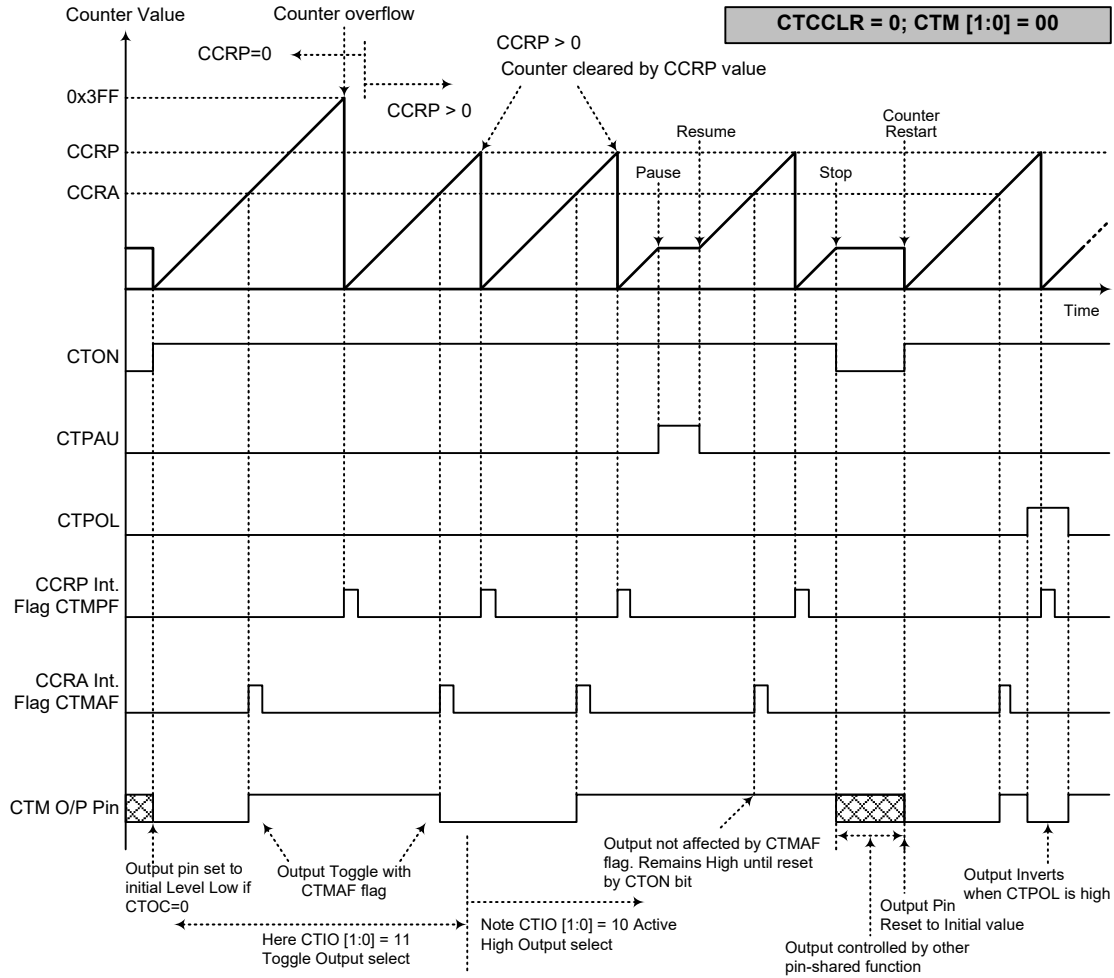 Counter Value
Counter overflow
CTCCLR = 0; CTM [1:0] = 00
CCRP=0
CCRP > 0
CCRP > 0
Counter cleared by CCRP value
0x3FF
CCRP
CCRA
Pause
Resume
Stop
Counter
Restart
Time
CTON
CTPAU
CTPOL
CCRP Int.
Flag CTMPF
CCRA Int.
Flag CTMAF
CTM O/P Pin
Output pin set to
initial Level Low if
CTOC=0
Output Toggle with
CTMAF flag
Here CTIO [1:0] = 11
Toggle Output select
Note CTIO [1:0] = 10 Active
High Output select
Output not affected by CTMAF
flag. Remains High until reset
by CTON bit
Output controlled by other
pin-shared function
Output Pin
Reset to Initial value
Output Inverts
when CTPOL is high